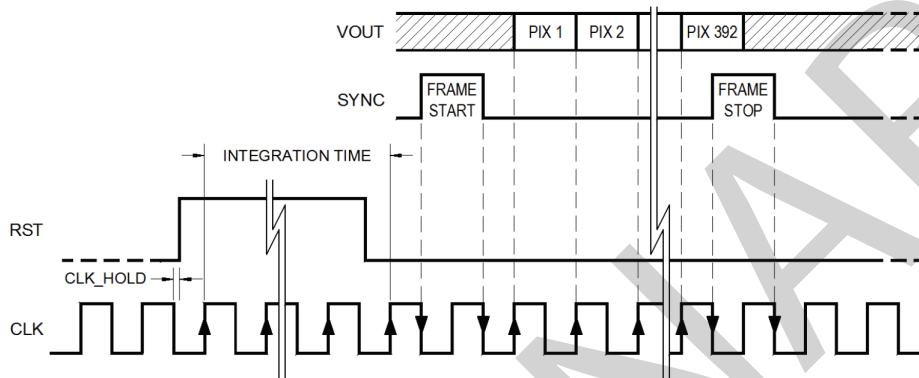 VOUT
PIX 1
PIX 2
PIX 392
SYNC
FRAME
START
FRAME
STOP
INTEGRATION TIME
RST
CLK_HOLD
CLK